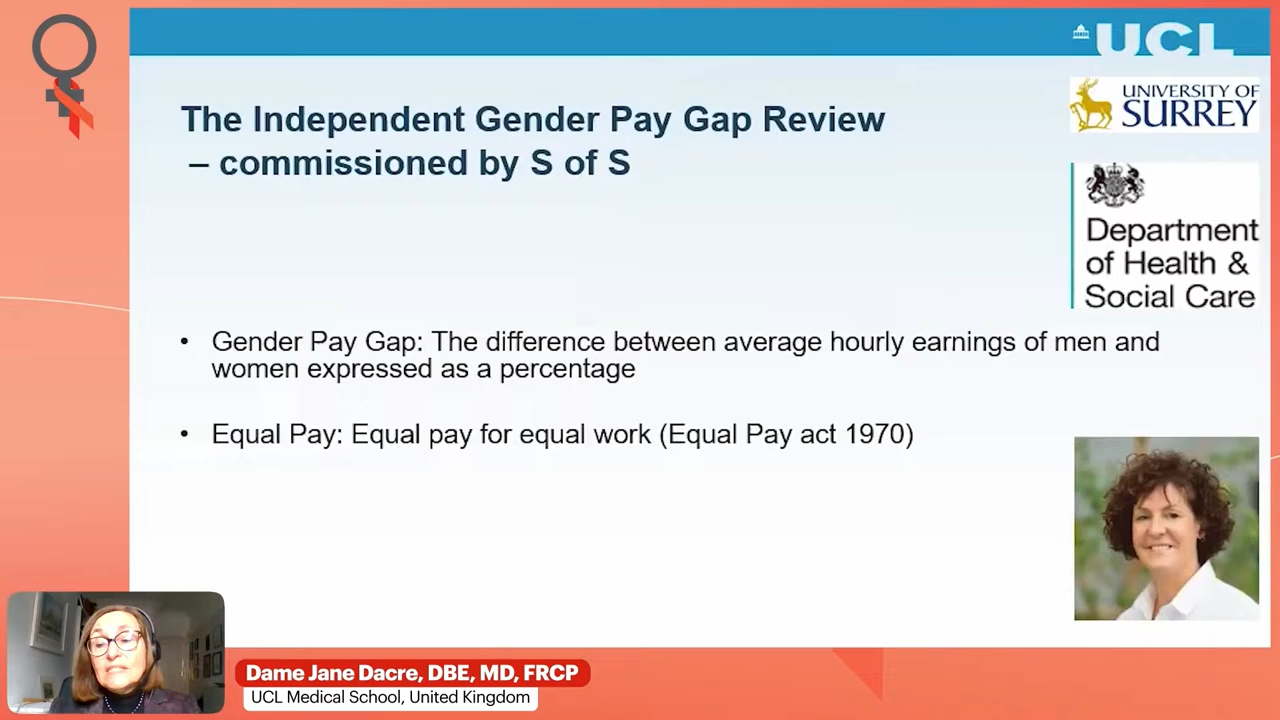 UCL
The Independent Gender Pay Gap Review
– commissioned by S of S
UNIVERSITY OF
SURREY
Department
of Health &
Social Care
• Gender Pay Gap: The difference between average hourly earnings of men and
women expressed as a percentage
• Equal Pay: Equal pay for equal work (Equal Pay act 1970)
Dame Jane Dacre, DBE, MD, FRCP
UCL Medical School, United Kingdom